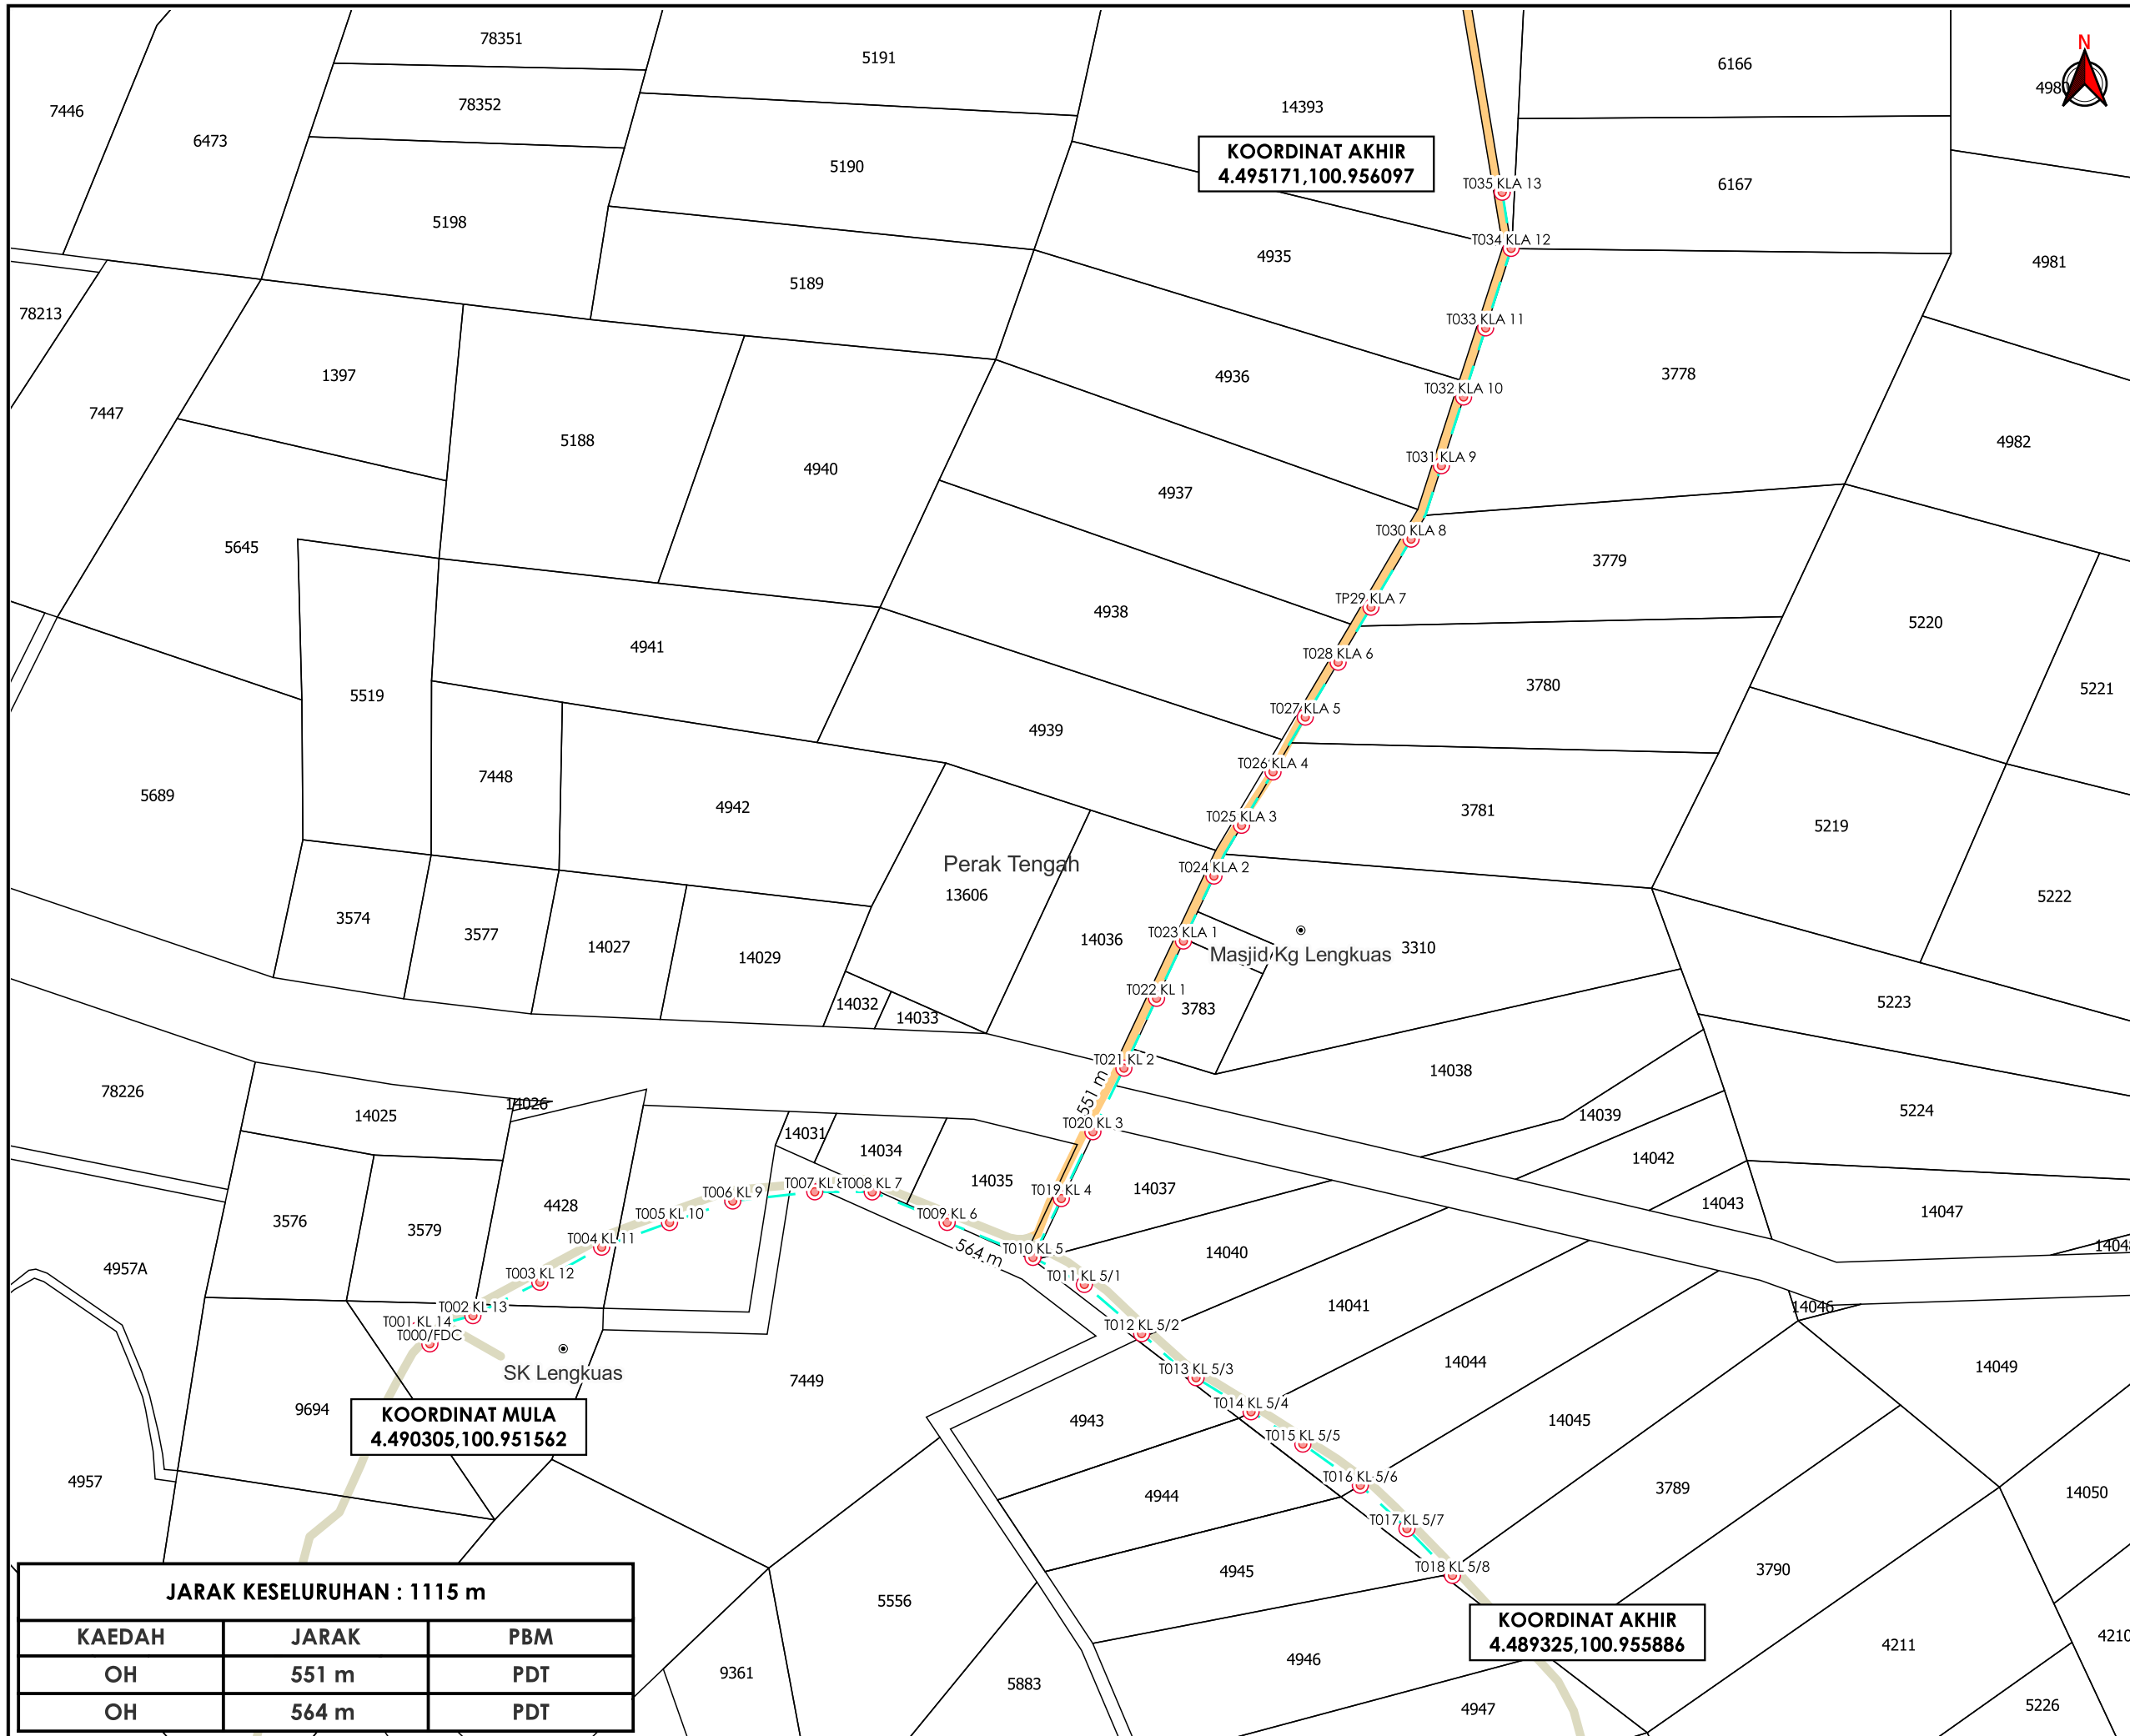 78351
5191
6166
N
4980
7446
78352
14393
6473
5190
KOORDINAT AKHIR
4.495171,100.956097
T035 KLA 13
6167
5198
T034 KLA 12
4935
4981
5189
78213
T033 KLA 11
1397
4936
3778
T032 KLA 10
7447
5188
4982
4940
T031 KLA 9
4937
T030 KLA 8
5645
3779
TP29 KLA 7
4938
5220
4941
T028 KLA 6
5519
3780
5221
T027 KLA 5
4939
T026 KLA 4
7448
5689
4942
T025 KLA 3
3781
5219
Perak Tengah
T024 KLA 2
13606
5222
3574
3577
14027
14029
14036
T023 KLA 1
Masjid Kg Lengkuas
3310
T022 KL 1
14032
14033
3783
5223
T021 KL 2
14038
78226
551 m
14025
14026
14039
5224
T020 KL 3
14031
14034
14042
14035
T019 KL 4
14037
T007 KL 8
T008 KL 7
T006 KL 9
4428
14043
14047
3576
3579
T005 KL 10
T009 KL 6
T004 KL 11
564 m
T010 KL 5
14040
4957A
T003 KL 12
T011 KL 5/1
14041
14046
T002 KL 13
T001 KL 14
T000/FDC
T012 KL 5/2
SK Lengkuas
7449
T013 KL 5/3
14044
14049
9694
KOORDINAT MULA
4.490305,100.951562
T014 KL 5/4
4943
14045
T015 KL 5/5
4957
T016 KL 5/6
4944
3789
14050
T017 KL 5/7
T018 KL 5/8
4945
3790
5556
JARAK KESELURUHAN : 1115 m
KAEDAH JARAK PBM
OH 551 m PDT
OH 564 m PDT
KOORDINAT AKHIR
4.489325,100.955886
4211
4210
4946
9361
5883
4947
5226